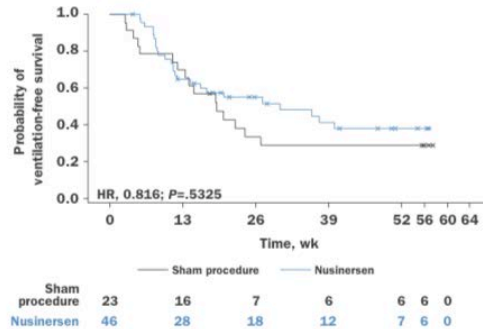 Probability of
ventilation-free survival
1.0
0.8
0.6
0.4
0.2
0.0
HR, 0.816; P=.5325
0 13 26 39 52 56 60 64
Time, wk
Sham procedure Nusinersen
Sham
procedure 23 16 7 6 6 6 0
Nusinersen 46 28 18 12 7 6 0